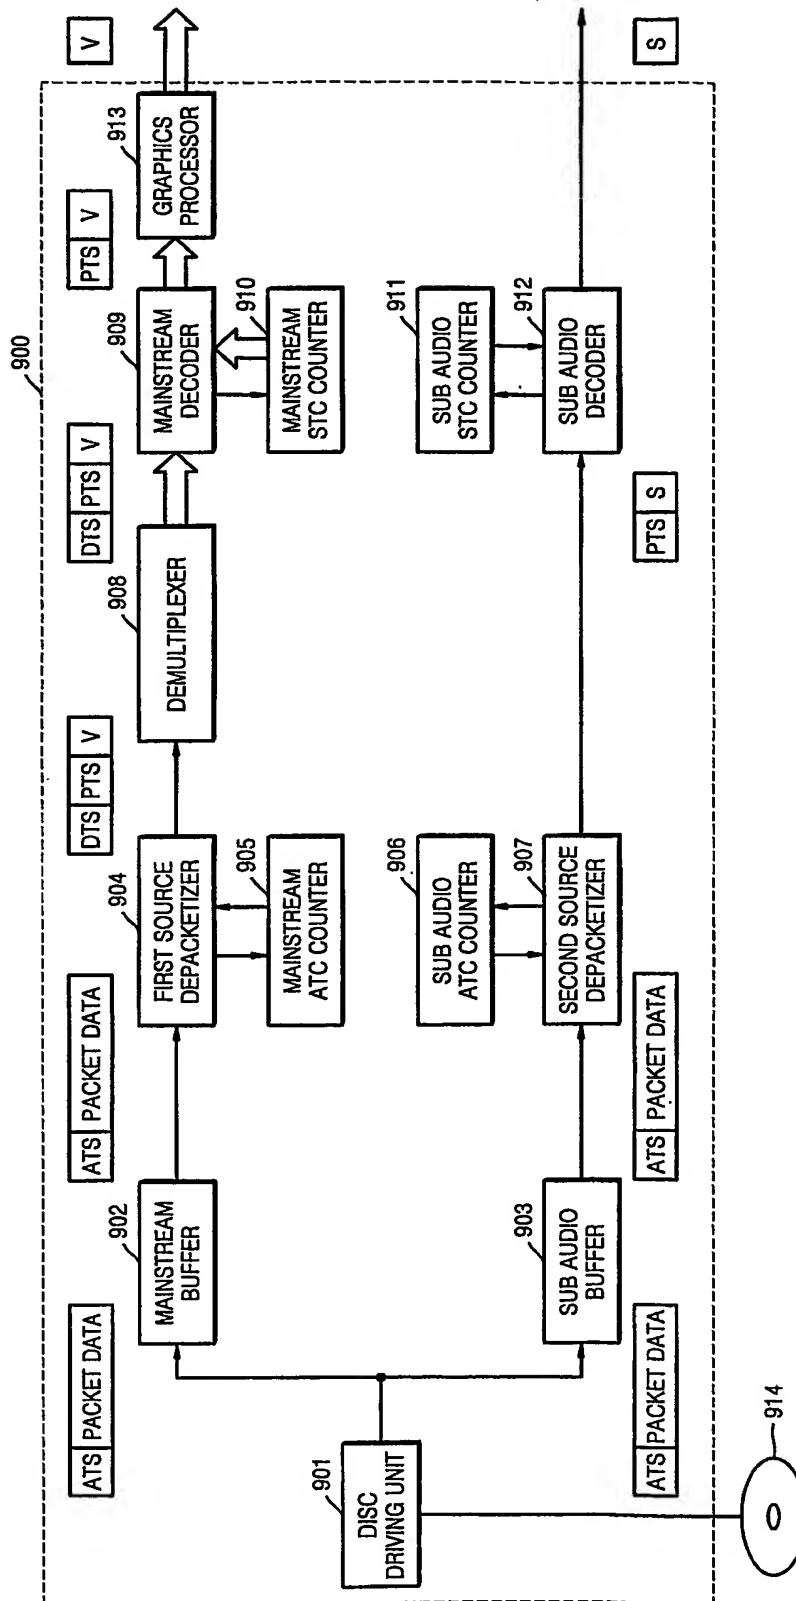 900
V
913
GRAPHICS
PROCESSOR
PTS V
909
MAINSTREAM
DECODER
910
MAINSTREAM
STC COUNTER
DTS PTS V
908
DEMULTIPLEXER
DTS PTS V
904
FIRST SOURCE
DEPACKETIZER
905
MAINSTREAM
ATC COUNTER
ATS PACKET DATA
902
MAINSTREAM
BUFFER
ATS PACKET DATA
901
DISC
DRIVING UNIT
914
903
SUB AUDIO
BUFFER
ATS PACKET DATA
ATS PACKET DATA
906
SUB AUDIO
ATC COUNTER
907
SECOND SOURCE
DEPACKETIZER
PTS S
911
SUB AUDIO
STC COUNTER
912
SUB AUDIO
DECODER
S